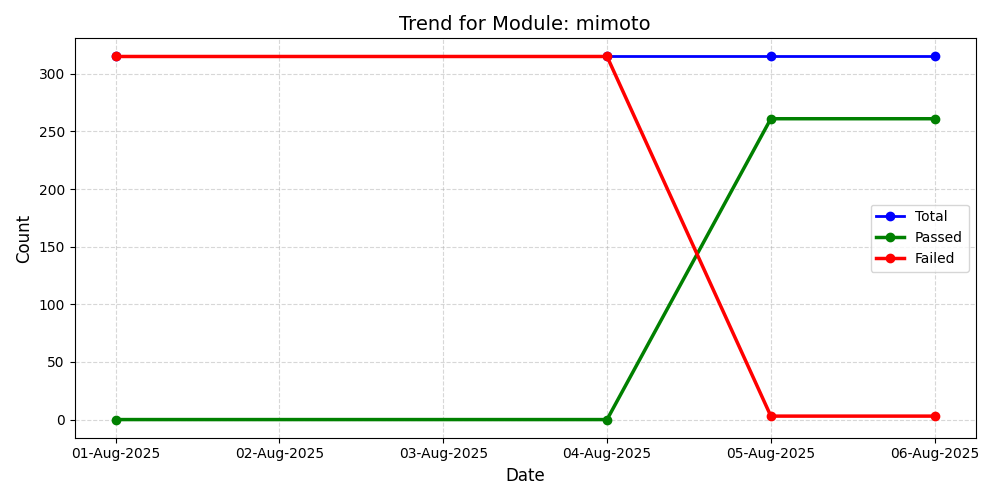 Trend for Module: mimoto
Count
300
250
200
150
100
50
0
Total
Passed
Failed
01-Aug-2025 02-Aug-2025 03-Aug-2025 04-Aug-2025 05-Aug-2025 06-Aug-2025
Date